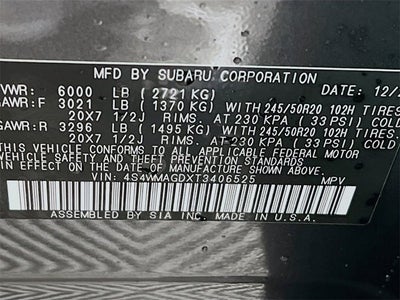 MFD BY SUBARU CORPORATION 12/
VWR: 6000 LB (2721 KG)
GAWR:F 3021 LB (1370 KG) WITH 245/50R20 102H TIRES
20X7 1/2J RIMS. AT 230 KPA (33 PSI) COLD
GAWR:R 3296 LB (1495 KG) WITH 245/50R20 102H TIRES
20X7 1/2J RIMS. AT 230 KPA (33 PSI) COLD
THIS VEHICLE CONFORMS TO ALL APPLICABLE FEDERAL MOTOR
VEHICLE SAFETY AND THEFT PREVENTION STANDARDS
IN EFFECT ON THE DATE OF MANUFACTURE SHOWN ABOVE.
VIN: 4S4WMAGDXT3406525 MPV
ASSEMBLED BY SIA INC. MADE IN U.S.A.